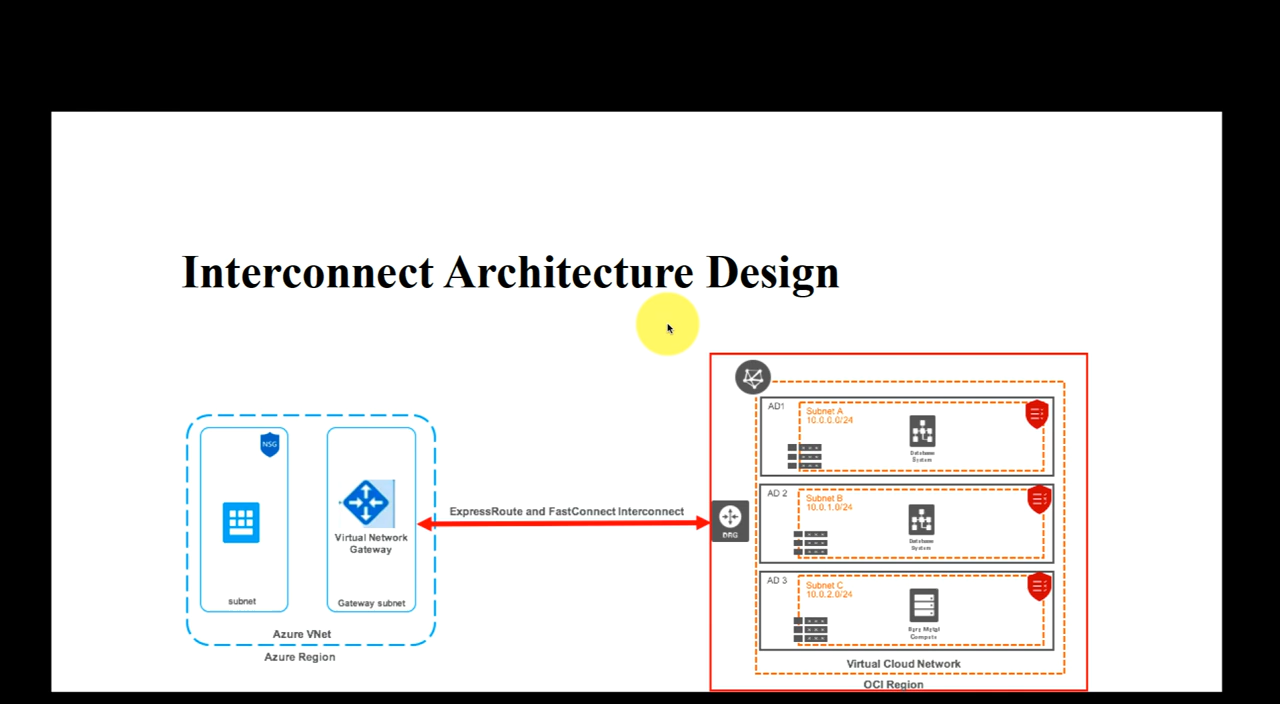 Interconnect Architecture Design
NSG
subnet
Virtual Network
Gateway
Gateway subnet
Azure VNet
Azure Region
ExpressRoute and FastConnect Interconnect
DRG
AD1
Subnet A
10.0.0.0/24
Database
System
AD 2
Subnet B
10.0.1.0/24
Database
System
AD 3
Subnet C
10.0.2.0/24
Compute
Virtual Cloud Network
OCI Region